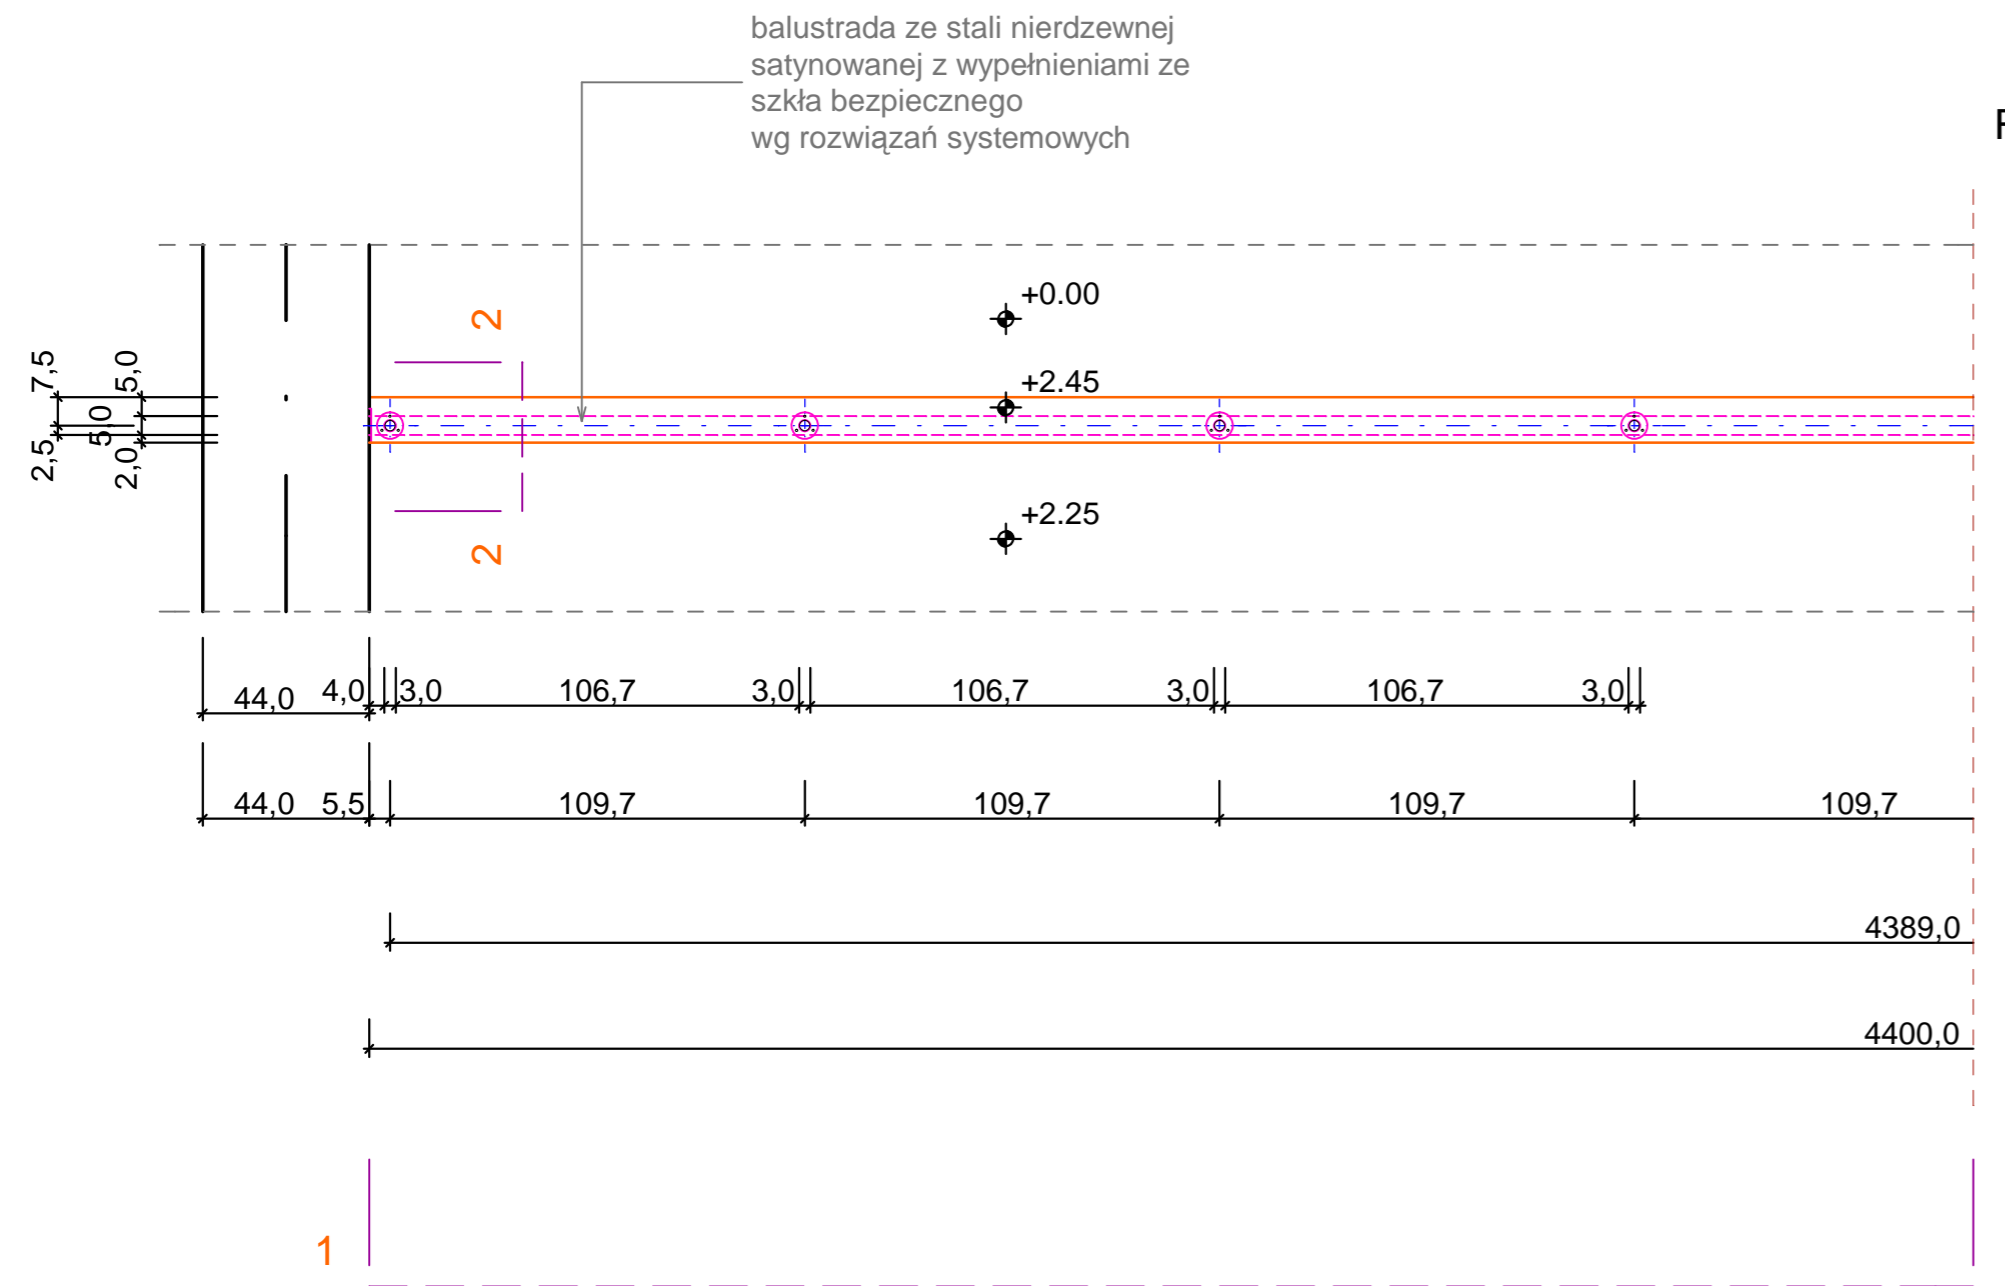 balustrada ze stali nierdzewnej
satynowanej z wypełnieniami ze
szkła bezpiecznego
wg rozwiązań systemowych
+0.00
2
7,5
5,0
+2.45
5,0
2,5
2,0
+2.25
2
44,0 4,0 3,0 106,7 3,0 106,7 3,0 106,7 3,0
44,0 5,5 109,7 109,7 109,7 109,7
4389,0
4400,0
1